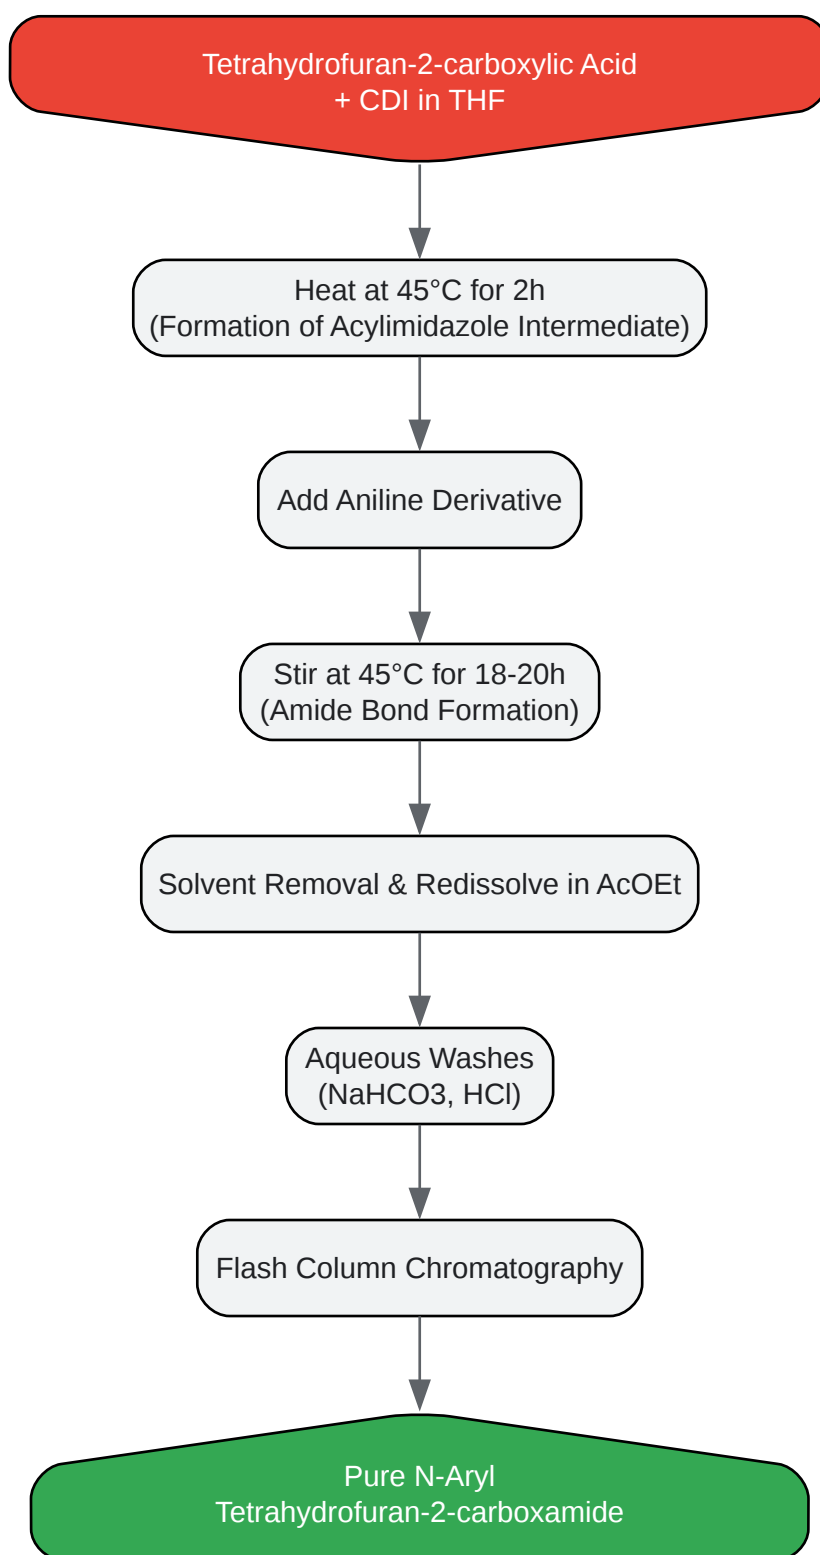 Tetrahydrofuran-2-carboxylic Acid
+ CDI in THF
Heat at 45°C for 2h
(Formation of Acylimidazole Intermediate)
Add Aniline Derivative
Stir at 45°C for 18-20h
(Amide Bond Formation)
Solvent Removal & Redissolve in AcOEt
Aqueous Washes
(NaHCO3, HCl)
Flash Column Chromatography
Pure N-Aryl
Tetrahydrofuran-2-carboxamide